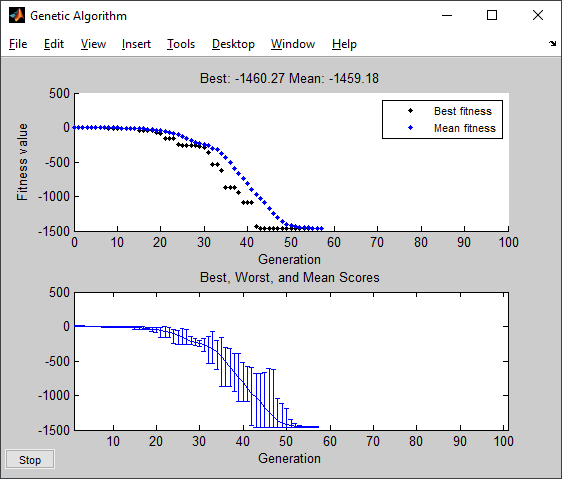 Genetic Algorithm
File Edit View Insert Tools Desktop Window Help
Best: -1460.27 Mean: -1459.18
500
0
-500
-1000
-1500
Fitness value
Best fitness
Mean fitness
0 10 20 30 40 50 60 70 80 90 100
Generation
Best, Worst, and Mean Scores
500
0
-500
-1000
-1500
10 20 30 40 50 60 70 80 90 100
Generation
Stop